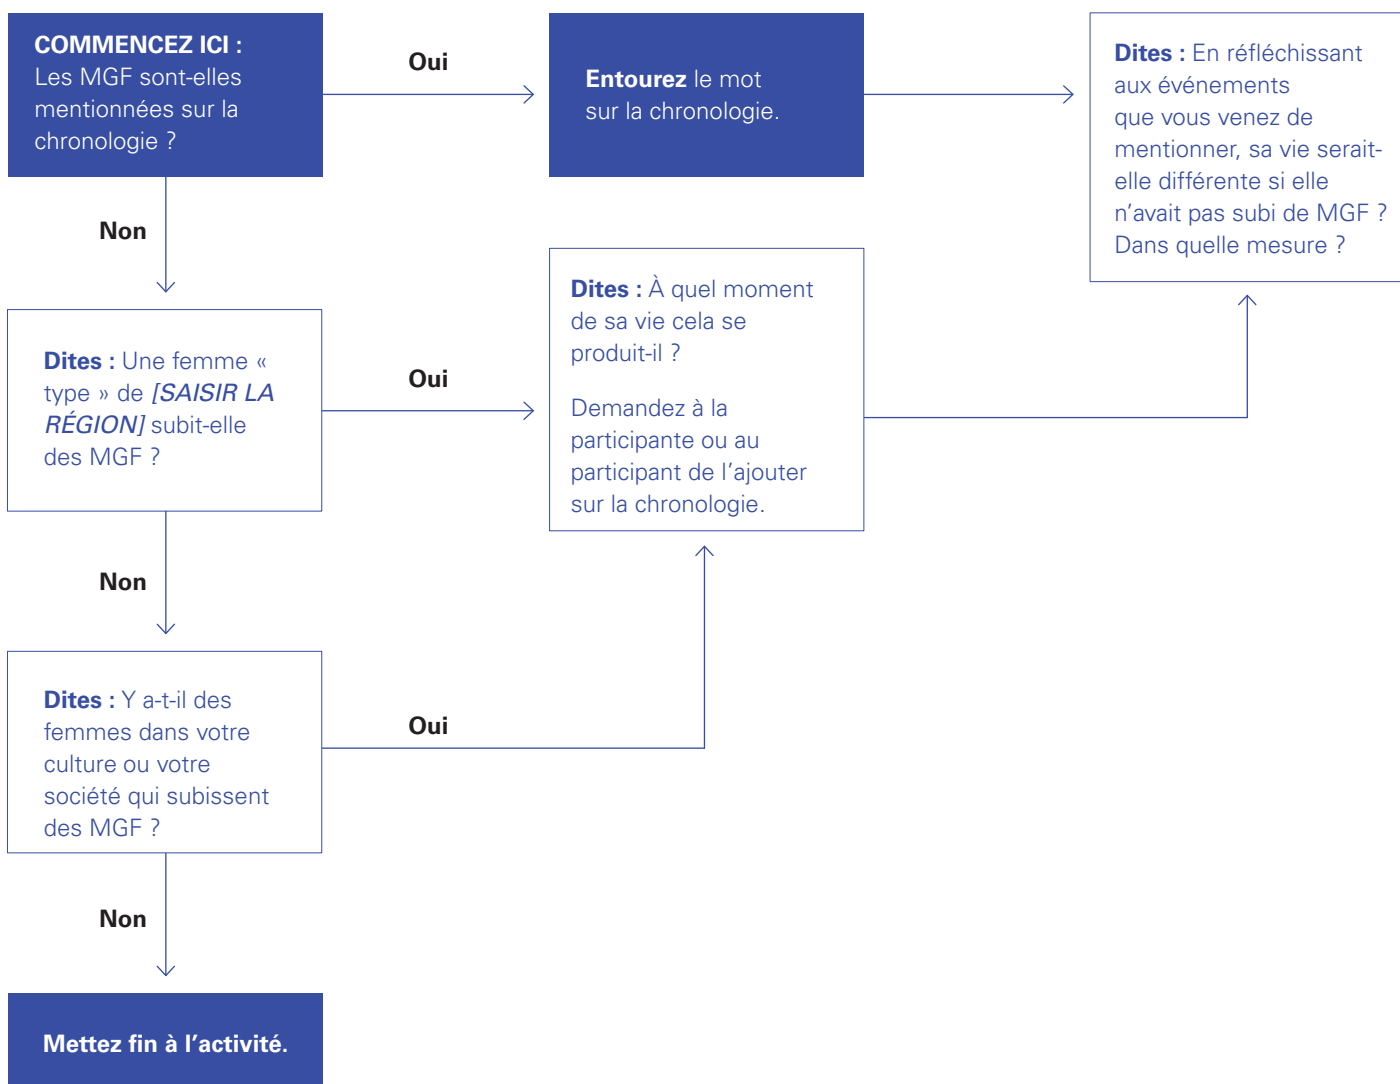 COMMENCEZ ICI :
Les MGF sont-elles
mentionnées sur la
chronologie ?
Oui
Entourez le mot
sur la chronologie.
Dites : En réfléchissant
aux événements
que vous venez de
mentionner, sa vie serait-
elle différente si elle
n’avait pas subi de MGF ?
Dans quelle mesure ?
Non
Dites : Une femme «
type » de [SAISIR LA
RÉGION] subit-elle
des MGF ?
Oui
Dites : À quel moment
de sa vie cela se
produit-il ?
Demandez à la
participante ou au
participant de l’ajouter
sur la chronologie.
Non
Dites : Y a-t-il des
femmes dans votre
culture ou votre
société qui subissent
des MGF ?
Oui
Non
Mettez fin à l’activité.